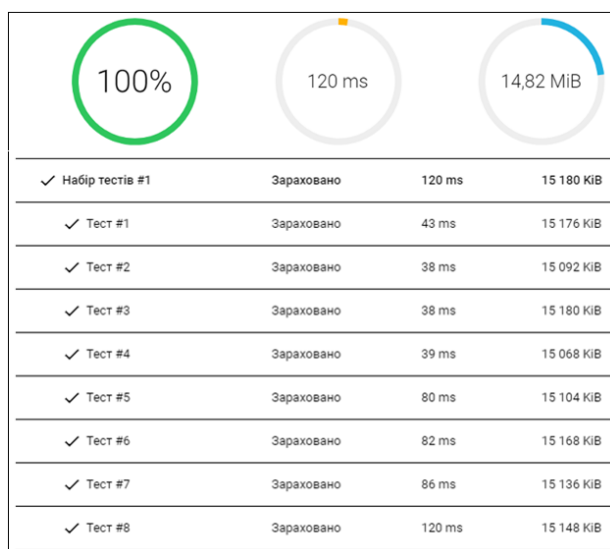 100% 120 ms 14,82 MiB
Набір тестів #1 Зараховано 120 ms 15 180 KiB
Тест #1 Зараховано 43 ms 15 176 KiB
Тест #2 Зараховано 38 ms 15 092 KiB
Тест #3 Зараховано 38 ms 15 180 KiB
Тест #4 Зараховано 39 ms 15 068 KiB
Тест #5 Зараховано 80 ms 15 104 KiB
Тест #6 Зараховано 82 ms 15 168 KiB
Тест #7 Зараховано 86 ms 15 136 KiB
Тест #8 Зараховано 120 ms 15 148 KiB